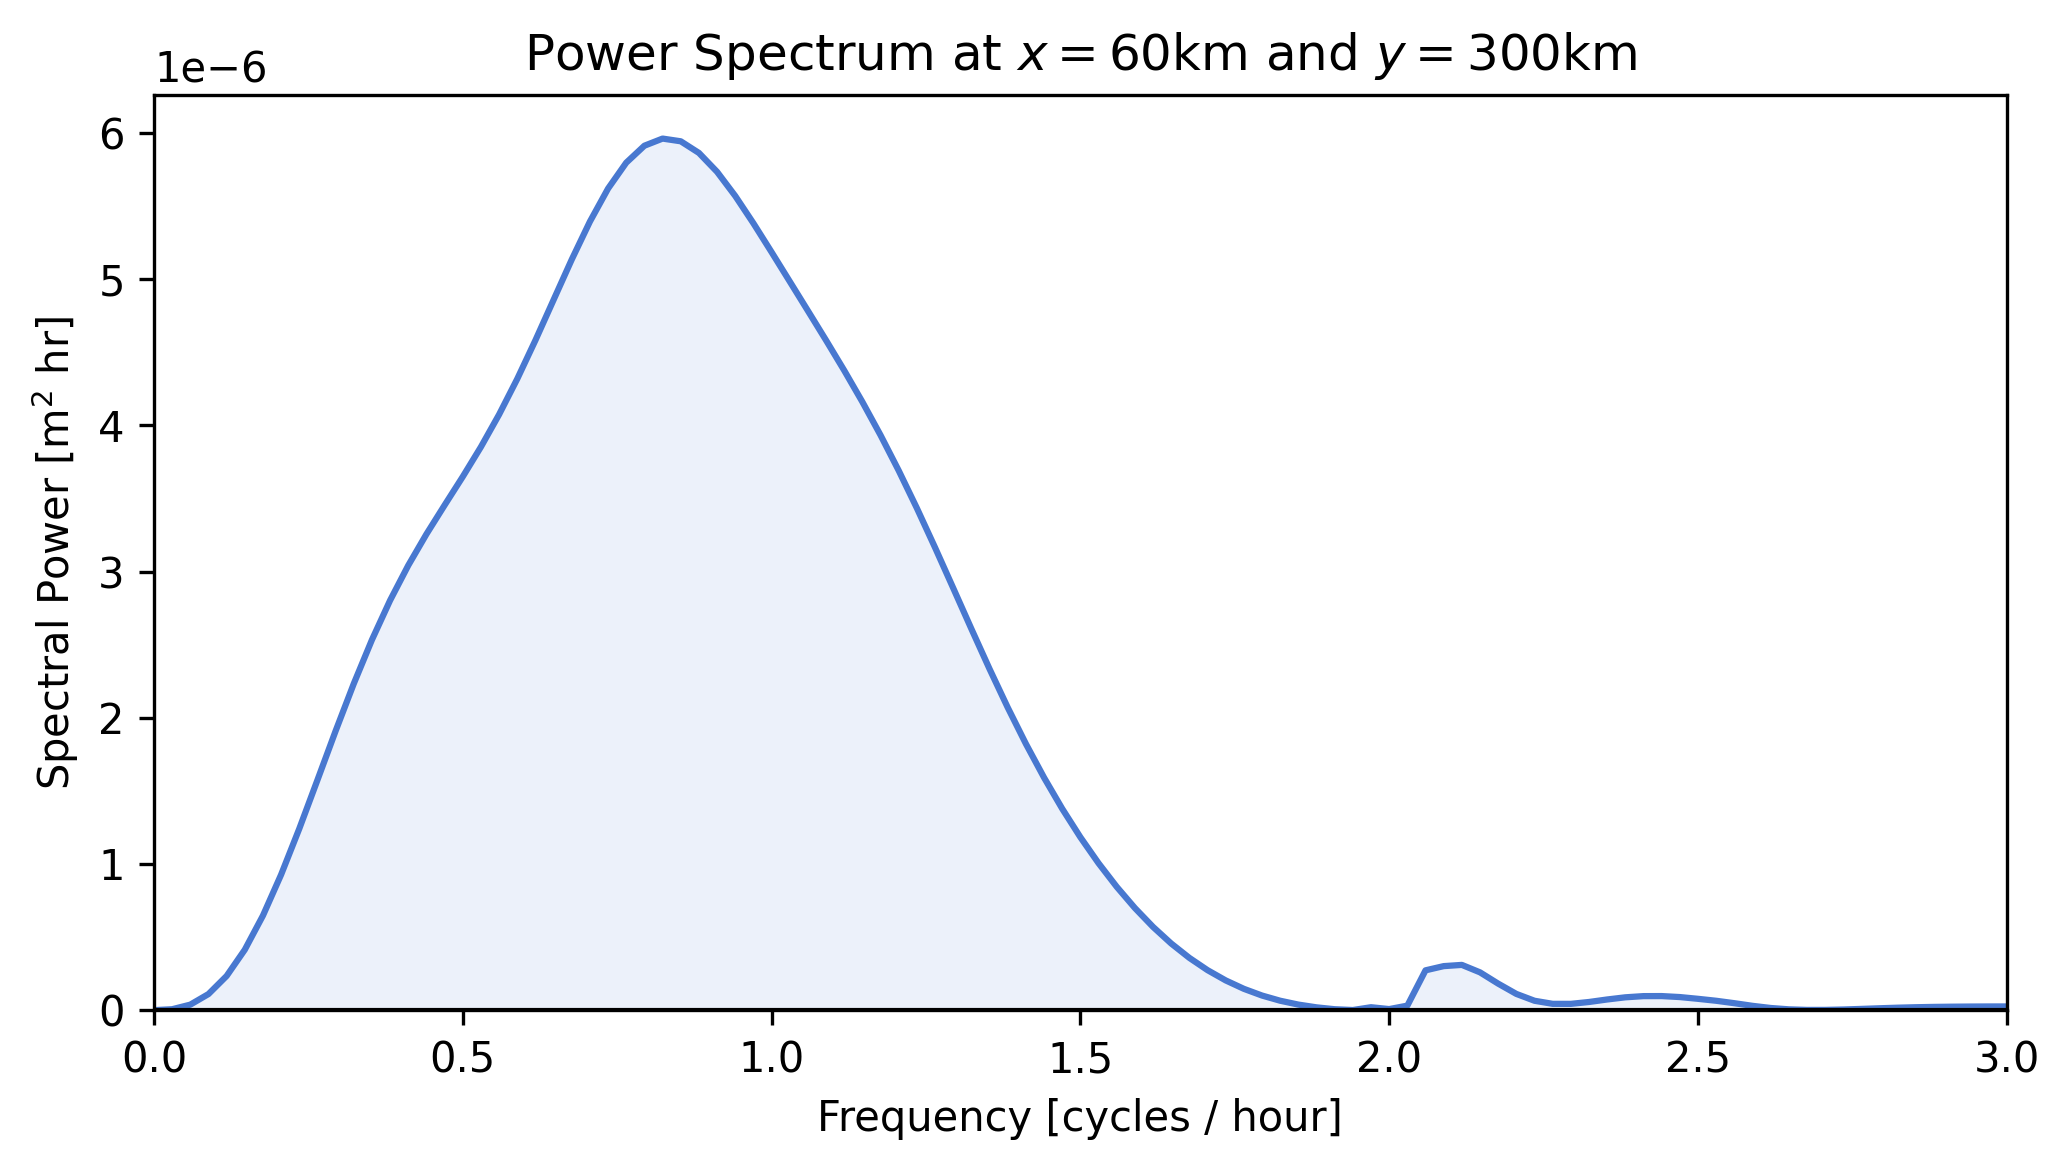 Power Spectrum at x = 60km and y = 300km
1e−6
6
5
4
3
2
1
0
Spectral Power [m² hr]
0.0 0.5 1.0 1.5 2.0 2.5 3.0
Frequency [cycles / hour]